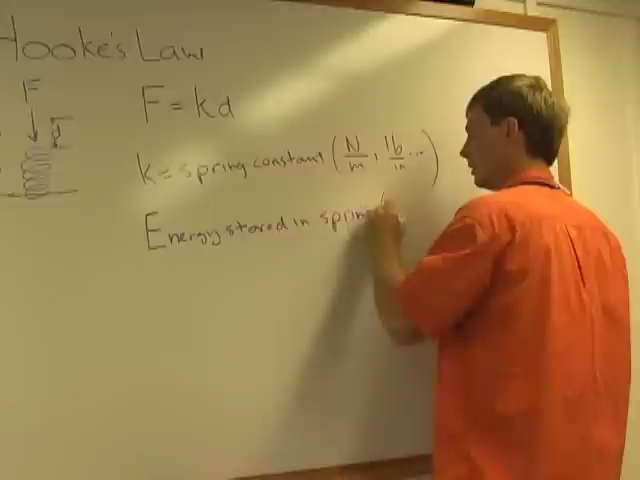 Hooke's Law
F
F = kd
d
k = spring constant (N/m, lb/in ...)
Energy stored in spring